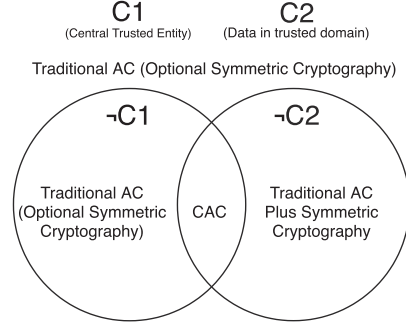 C1 C2
(Central Trusted Entity) (Data in trusted domain)
Traditional AC (Optional Symmetric Cryptography)
¬C1 ¬C2
Traditional AC
(Optional Symmetric
Cryptography)
CAC
Traditional AC
Plus Symmetric
Cryptography